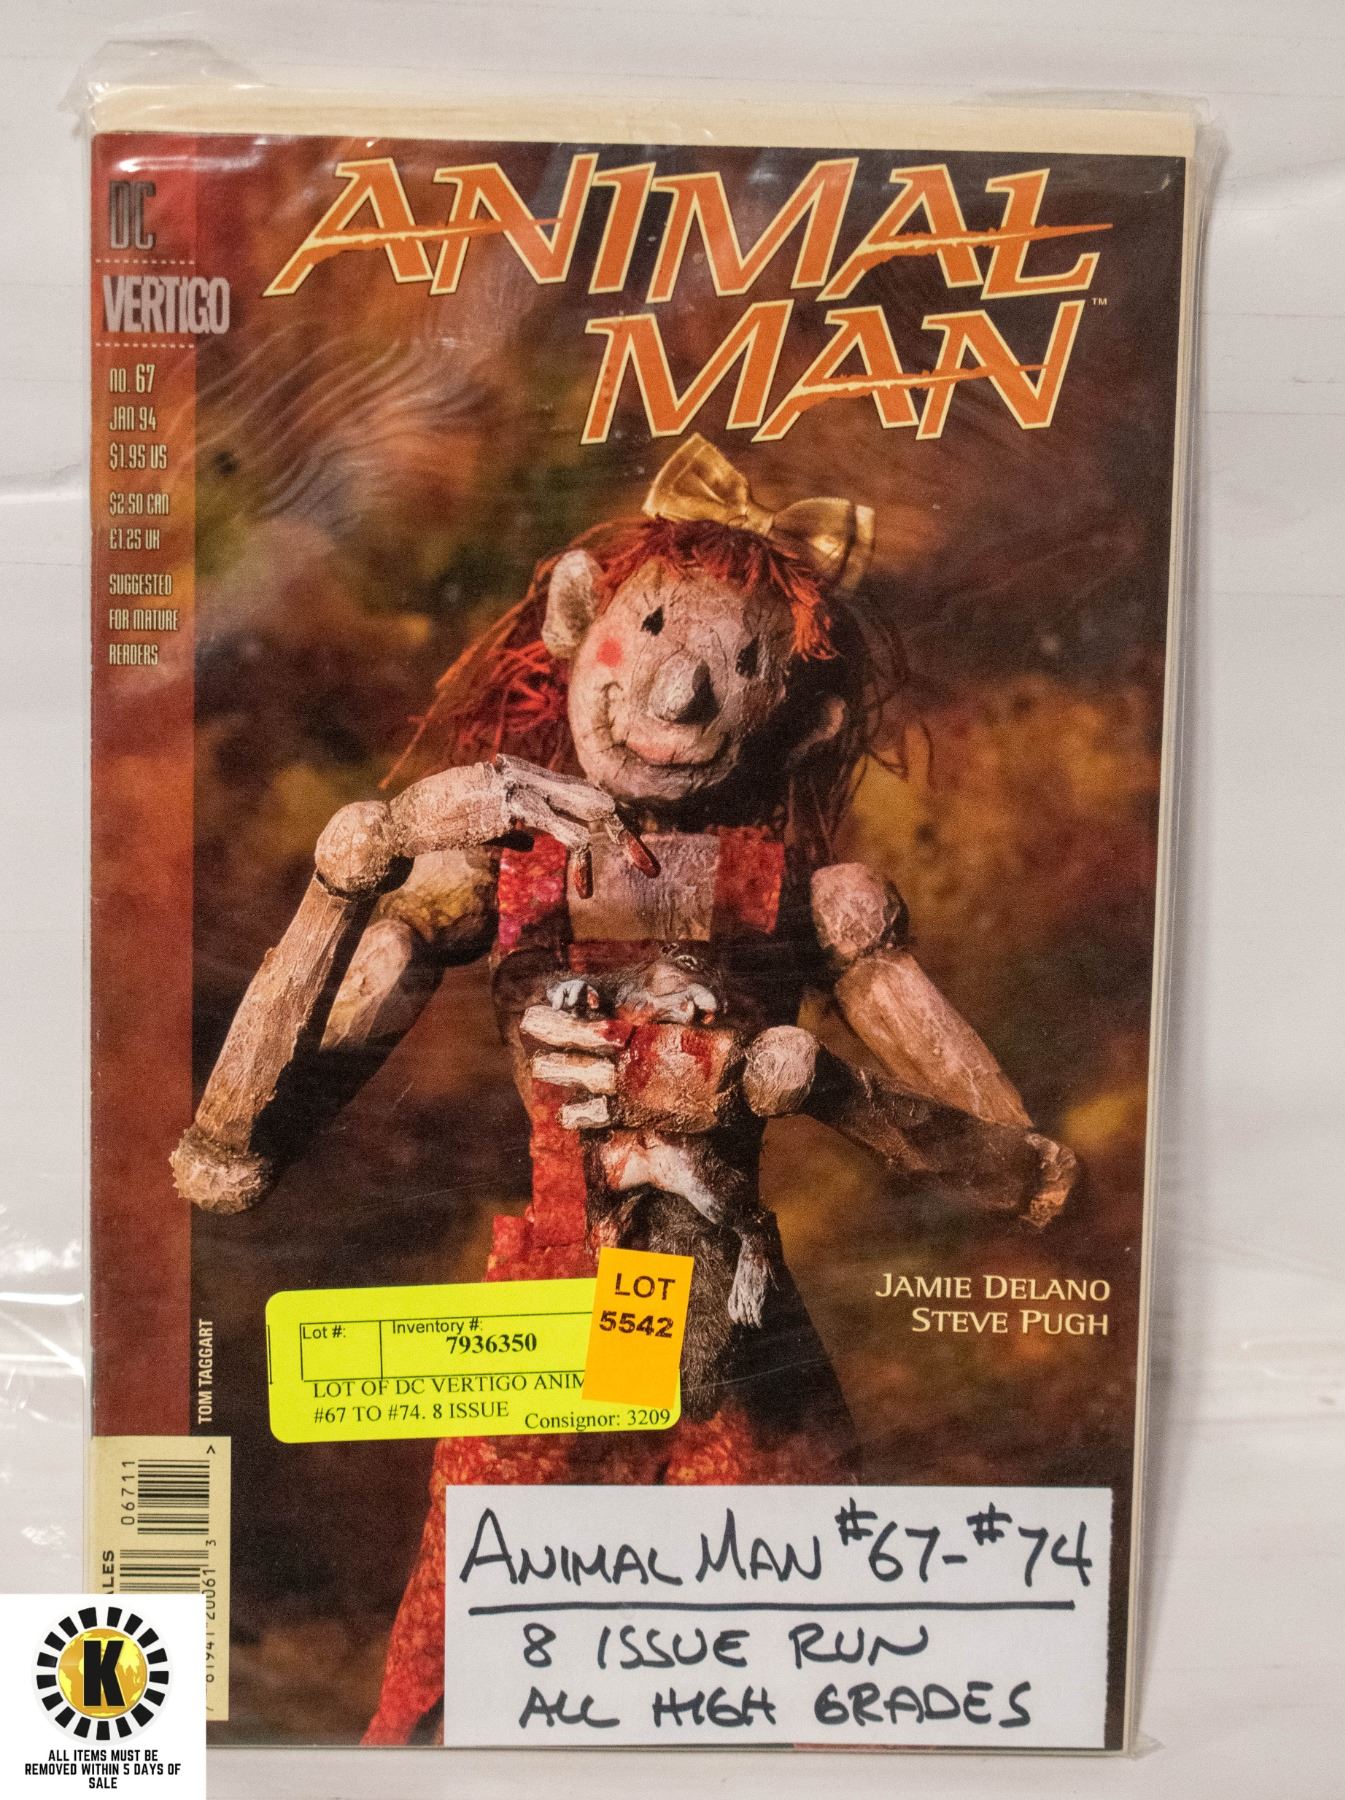 ANIMAL
MAN
TM
DC
VERTIGO
NO. 67
JAN 94
$1.95 US
$2.50 CAN
£1.25 UK
SUGGESTED
FOR MATURE
READERS
JAMIE DELANO
STEVE PUGH
TOM TAGGART
LOT
5542
Lot #:
Inventory #:
7936350
LOT OF DC VERTIGO ANIM
#67 TO #74. 8 ISSUE
Consignor: 3209
06711
ANIMAL MAN #67-#74
8 ISSUE RUN
ALL HIGH GRADES
K
ALL ITEMS MUST BE
REMOVED WITHIN 5 DAYS OF
SALE